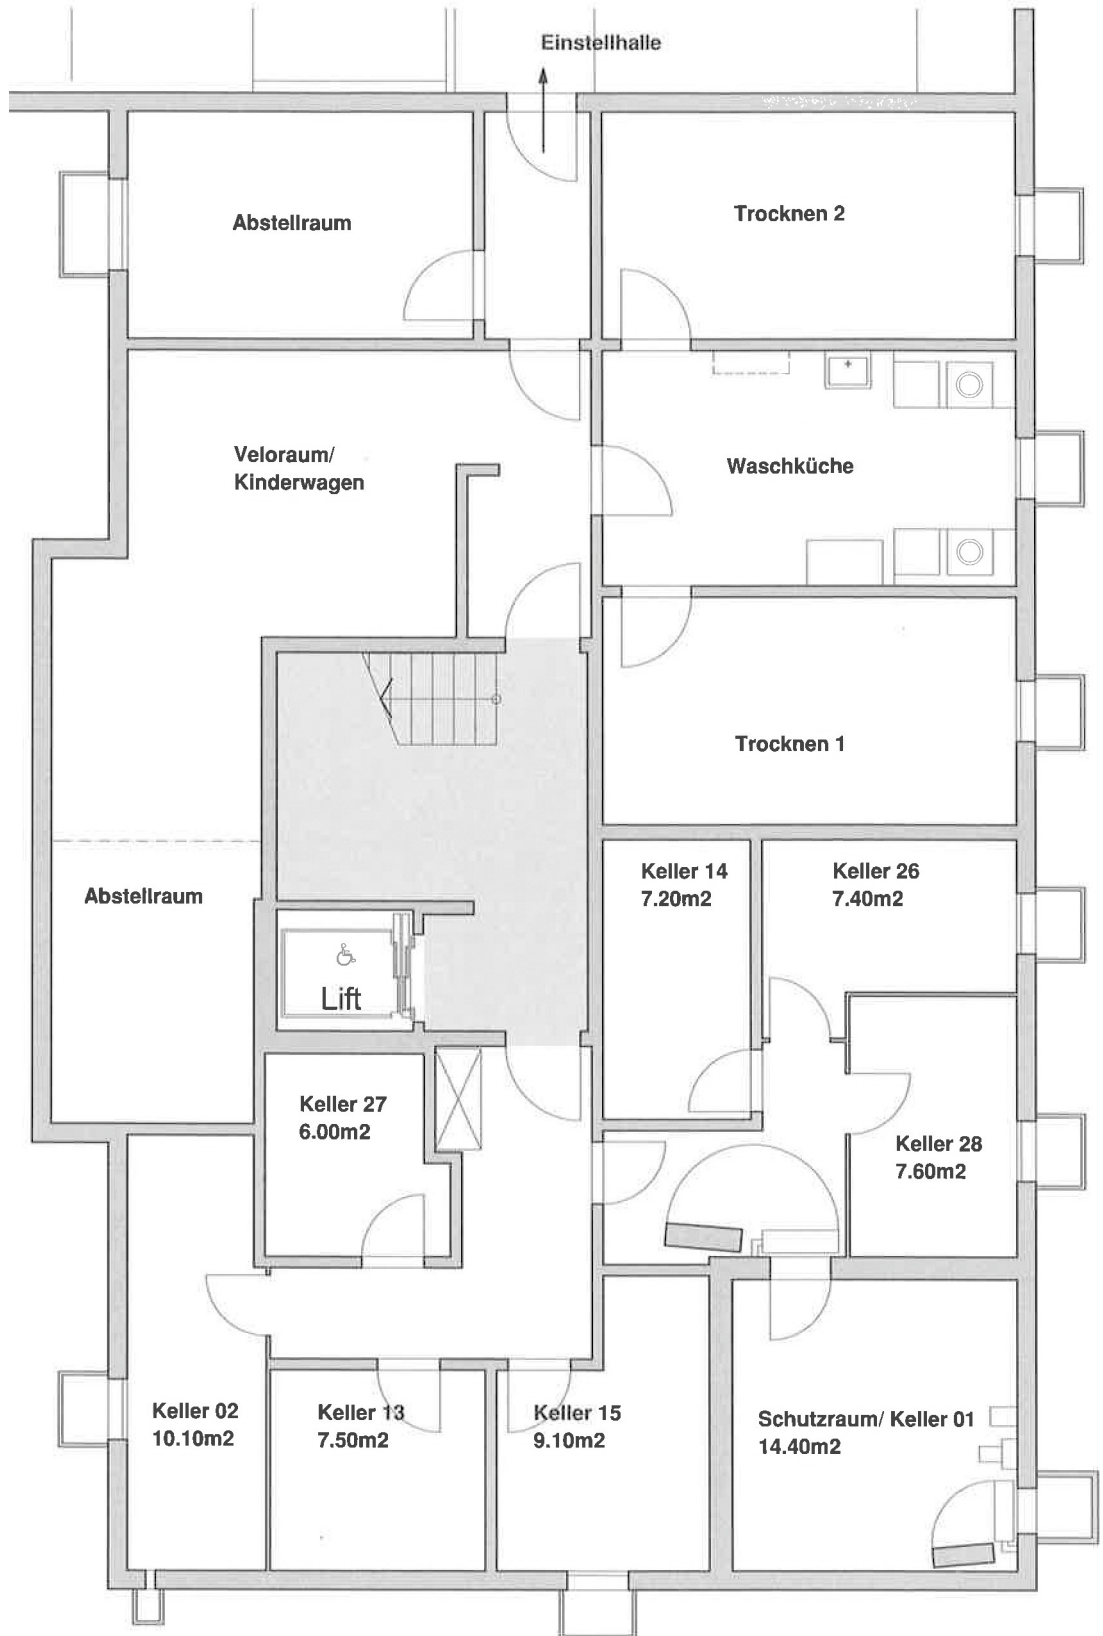 Einstellhalle
Abstellraum
Trocknen 2
Veloraum/
Kinderwagen
Waschküche
Trocknen 1
Abstellraum
Keller 14
7.20m2
Keller 26
7.40m2
Lift
Keller 27
6.00m2
Keller 28
7.60m2
Keller 02
10.10m2
Keller 13
7.50m2
Keller 15
9.10m2
Schutzraum/ Keller 01
14.40m2